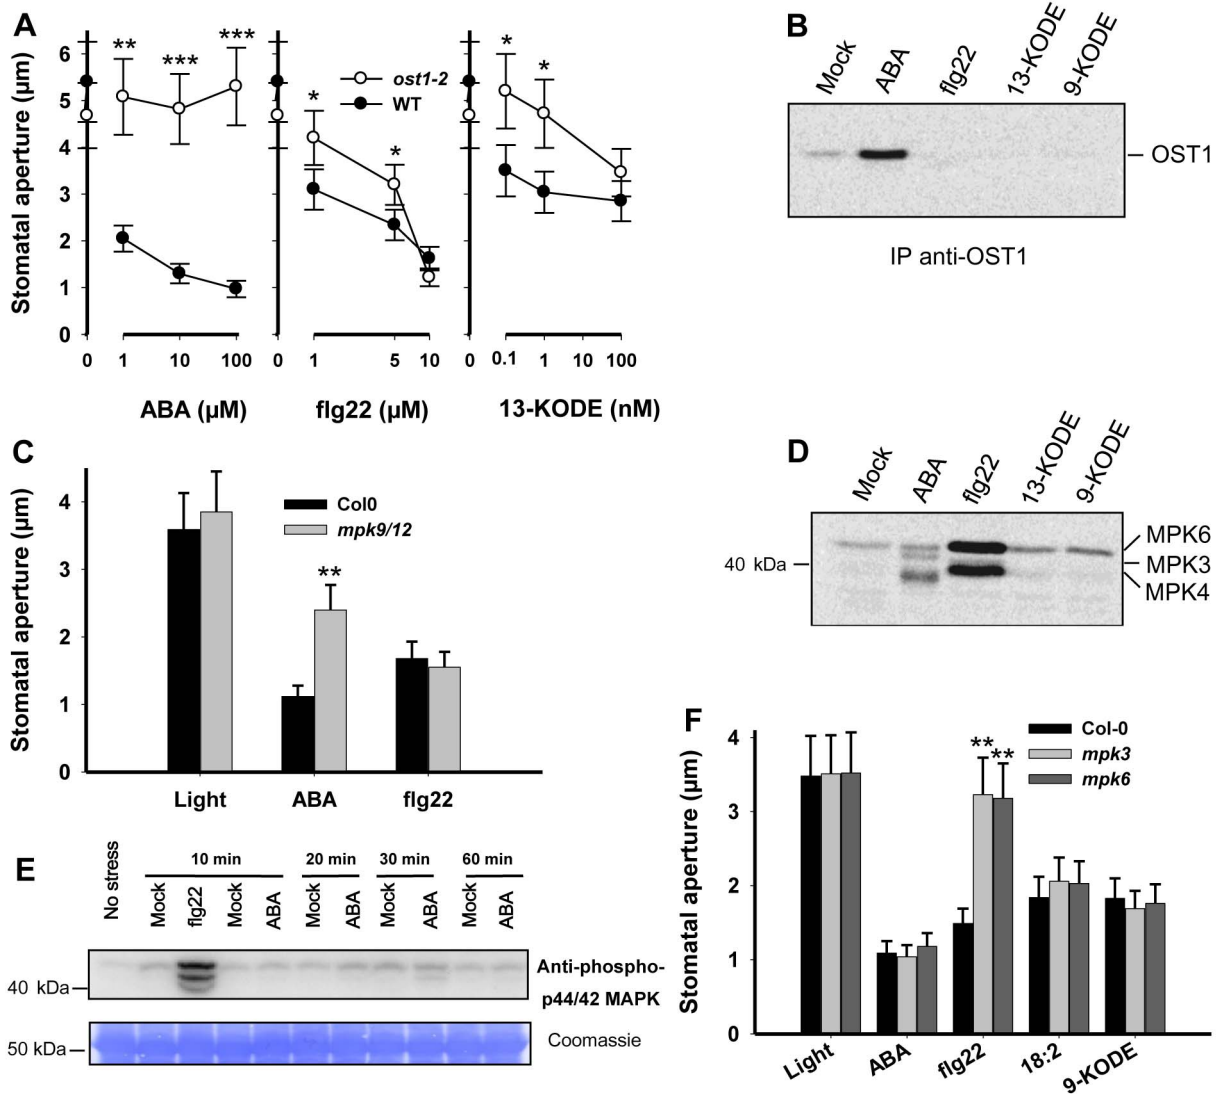 A
Stomatal aperture (µm)
6
5
4
3
2
1
0
** *** ***
0 1 10 100
ABA (µM)
* *
ost1-2
WT
0 1 5 10
flg22 (µM)
* *
0 0.1 1 10 100
13-KODE (nM)
B
Mock ABA flg22 13-KODE 9-KODE
OST1
IP anti-OST1
C
Stomatal aperture (µm)
4
3
2
1
0
Col0
mpk9/12
**
Light ABA flg22
D
Mock ABA flg22 13-KODE 9-KODE
40 kDa
MPK6
MPK3
MPK4
E
No stress
10 min 20 min 30 min 60 min
Mock flg22 Mock ABA Mock ABA Mock ABA Mock ABA
40 kDa
Anti-phospho-
p44/42 MAPK
50 kDa
Coomassie
F
Stomatal aperture (µm)
4
3
2
1
0
Col-0
mpk3
mpk6
** **
Light ABA flg22 18:2 9-KODE